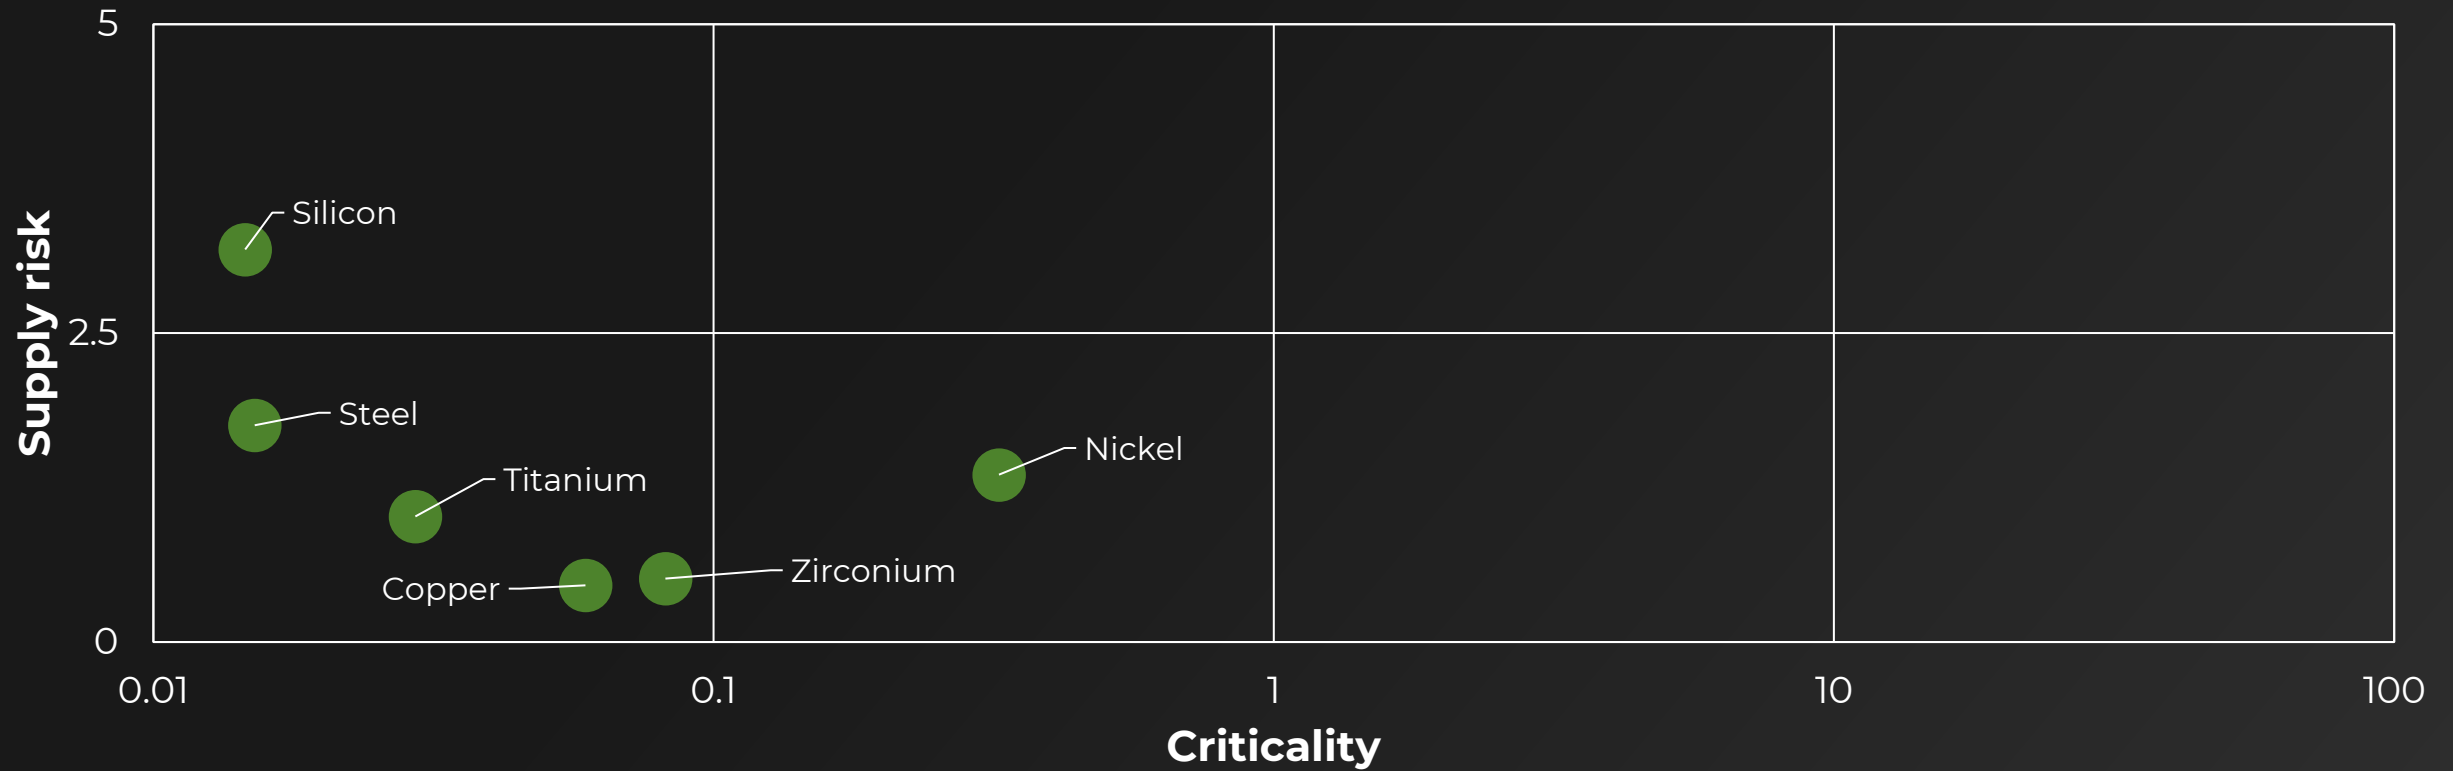 5
Silicon
Supply risk
2.5
Steel
Nickel
Titanium
Zirconium
Copper
0
0.01
0.1
1
10
100
Criticality